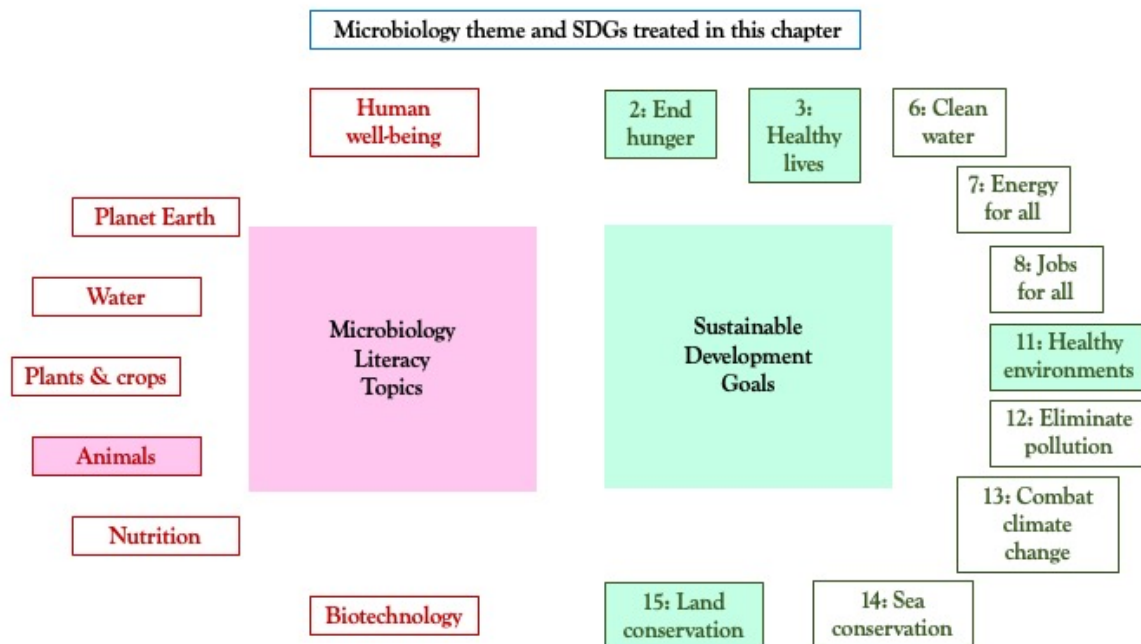 Microbiology theme and SDGs treated in this chapter
Human
well-being
Planet Earth
Water
Plants & crops
Animals
Nutrition
Biotechnology
Microbiology
Literacy
Topics
Sustainable
Development
Goals
2: End
hunger
3:
Healthy
lives
6: Clean
water
7: Energy
for all
8: Jobs
for all
11: Healthy
environments
12: Eliminate
pollution
13: Combat
climate
change
14: Sea
conservation
15: Land
conservation